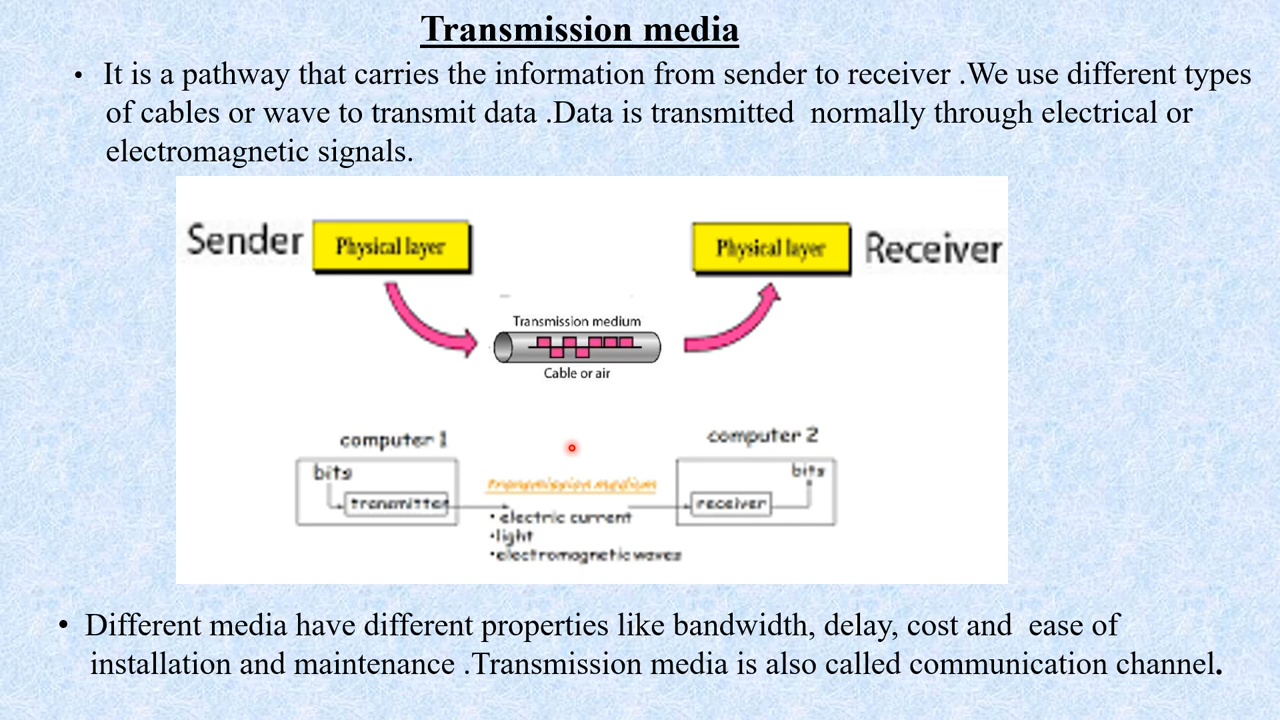 Transmission media
• It is a pathway that carries the information from sender to receiver .We use different types
of cables or wave to transmit data .Data is transmitted normally through electrical or
electromagnetic signals.
Sender Physical layer Physical layer Receiver
Transmission medium
Cable or air
computer 1 computer 2
bits bits
transmission medium
transmitter receiver
• electric current
•light
•electromagnetic waves
• Different media have different properties like bandwidth, delay, cost and ease of
installation and maintenance .Transmission media is also called communication channel.